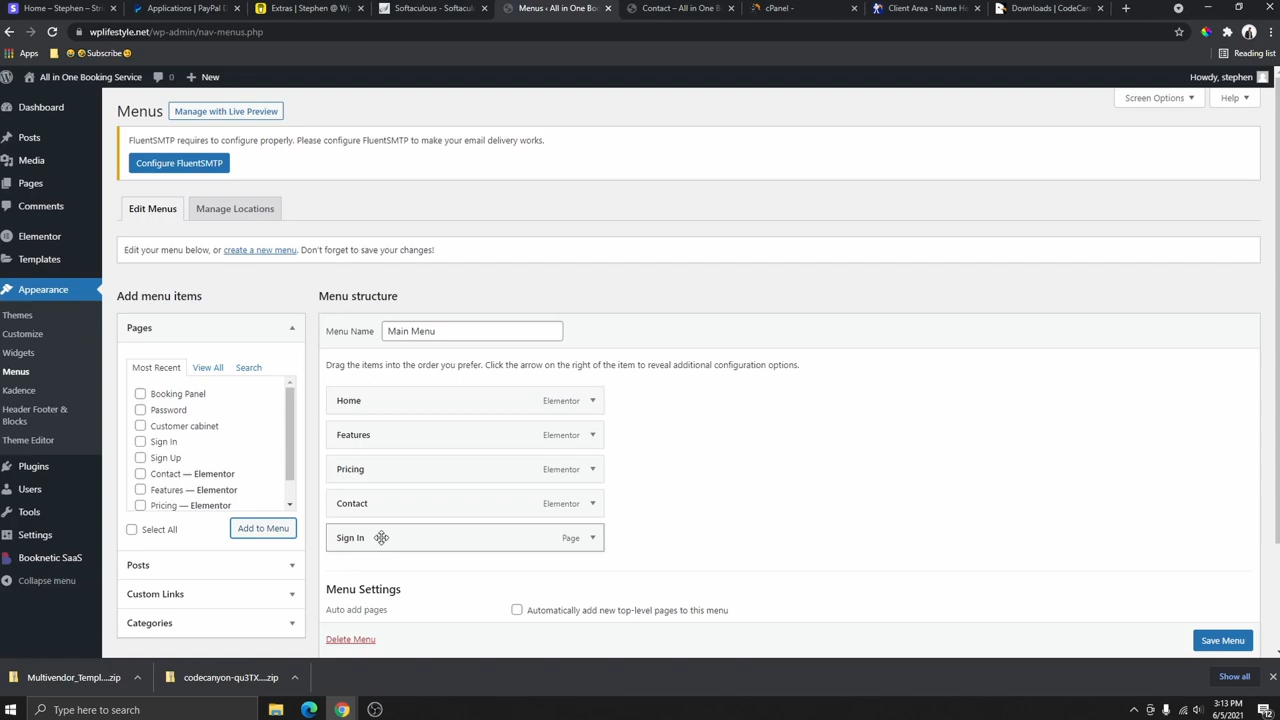 Home – Stephen – Str
Applications | PayPal D
Extras | Stephen @ Wp
Softaculous - Softacul
Menus ‹ All in One Bo
Contact – All in One B
cPanel -
Client Area - Name H
Downloads | CodeCan
wplifestyle.net/wp-admin/nav-menus.php
Apps
Subscribe
Reading list
All in One Booking Service
0
New
Howdy, stephen
Screen Options
Help
Menus
Manage with Live Preview
FluentSMTP requires to configure properly. Please configure FluentSMTP to make your email delivery works.
Configure FluentSMTP
Dashboard
Posts
Media
Pages
Comments
Elementor
Templates
Appearance
Themes
Customize
Widgets
Menus
Kadence
Header Footer &
Blocks
Theme Editor
Plugins
Users
Tools
Settings
Booknetic SaaS
Collapse menu
Edit Menus
Manage Locations
Edit your menu below, or create a new menu. Don't forget to save your changes!
Add menu items
Pages
Most Recent
View All
Search
Booking Panel
Password
Customer cabinet
Sign In
Sign Up
Contact — Elementor
Features — Elementor
Pricing — Elementor
Select All
Add to Menu
Posts
Custom Links
Categories
Menu structure
Menu Name
Main Menu
Drag the items into the order you prefer. Click the arrow on the right of the item to reveal additional configuration options.
Home Elementor
Features Elementor
Pricing Elementor
Contact Elementor
Sign In Page
Menu Settings
Auto add pages
Automatically add new top-level pages to this menu
Delete Menu
Save Menu
Multivendor_Templ....zip
codecanyon-qu3TX....zip
Show all
Type here to search
3:13 PM
6/5/2021